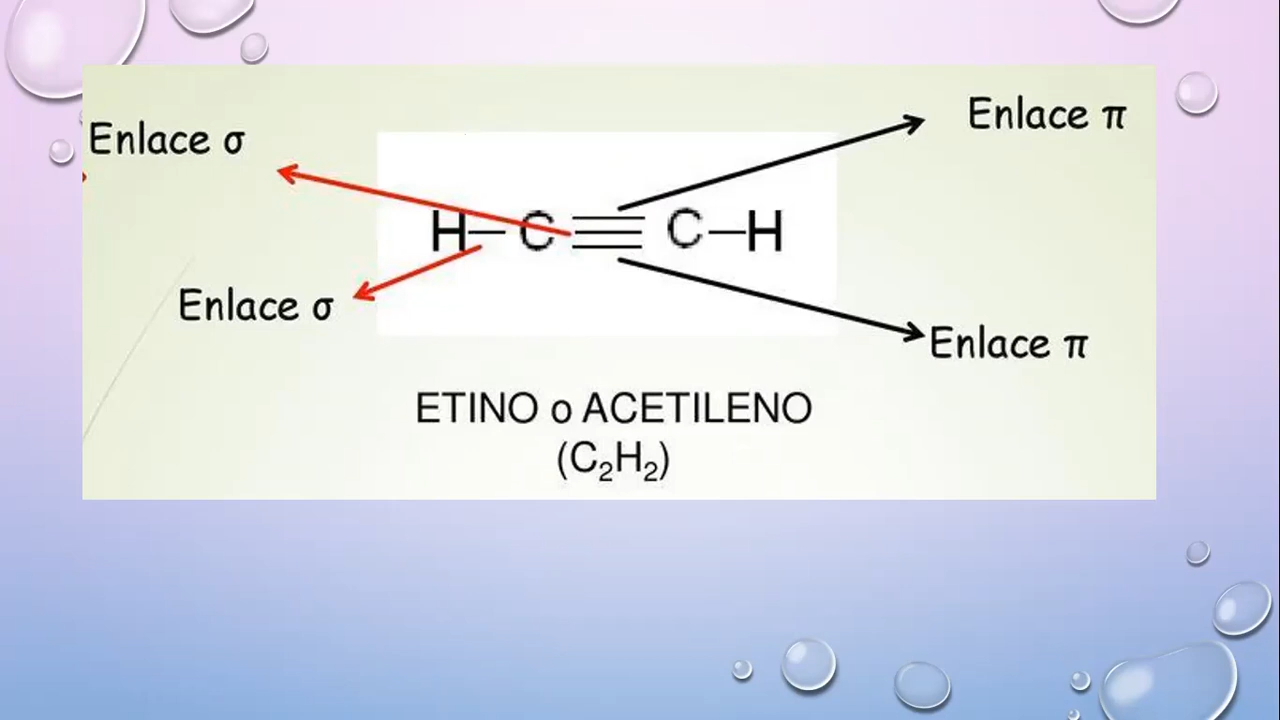 Enlace π
Enlace σ
H–C≡C–H
Enlace σ
Enlace π
ETINO o ACETILENO
(C₂H₂)